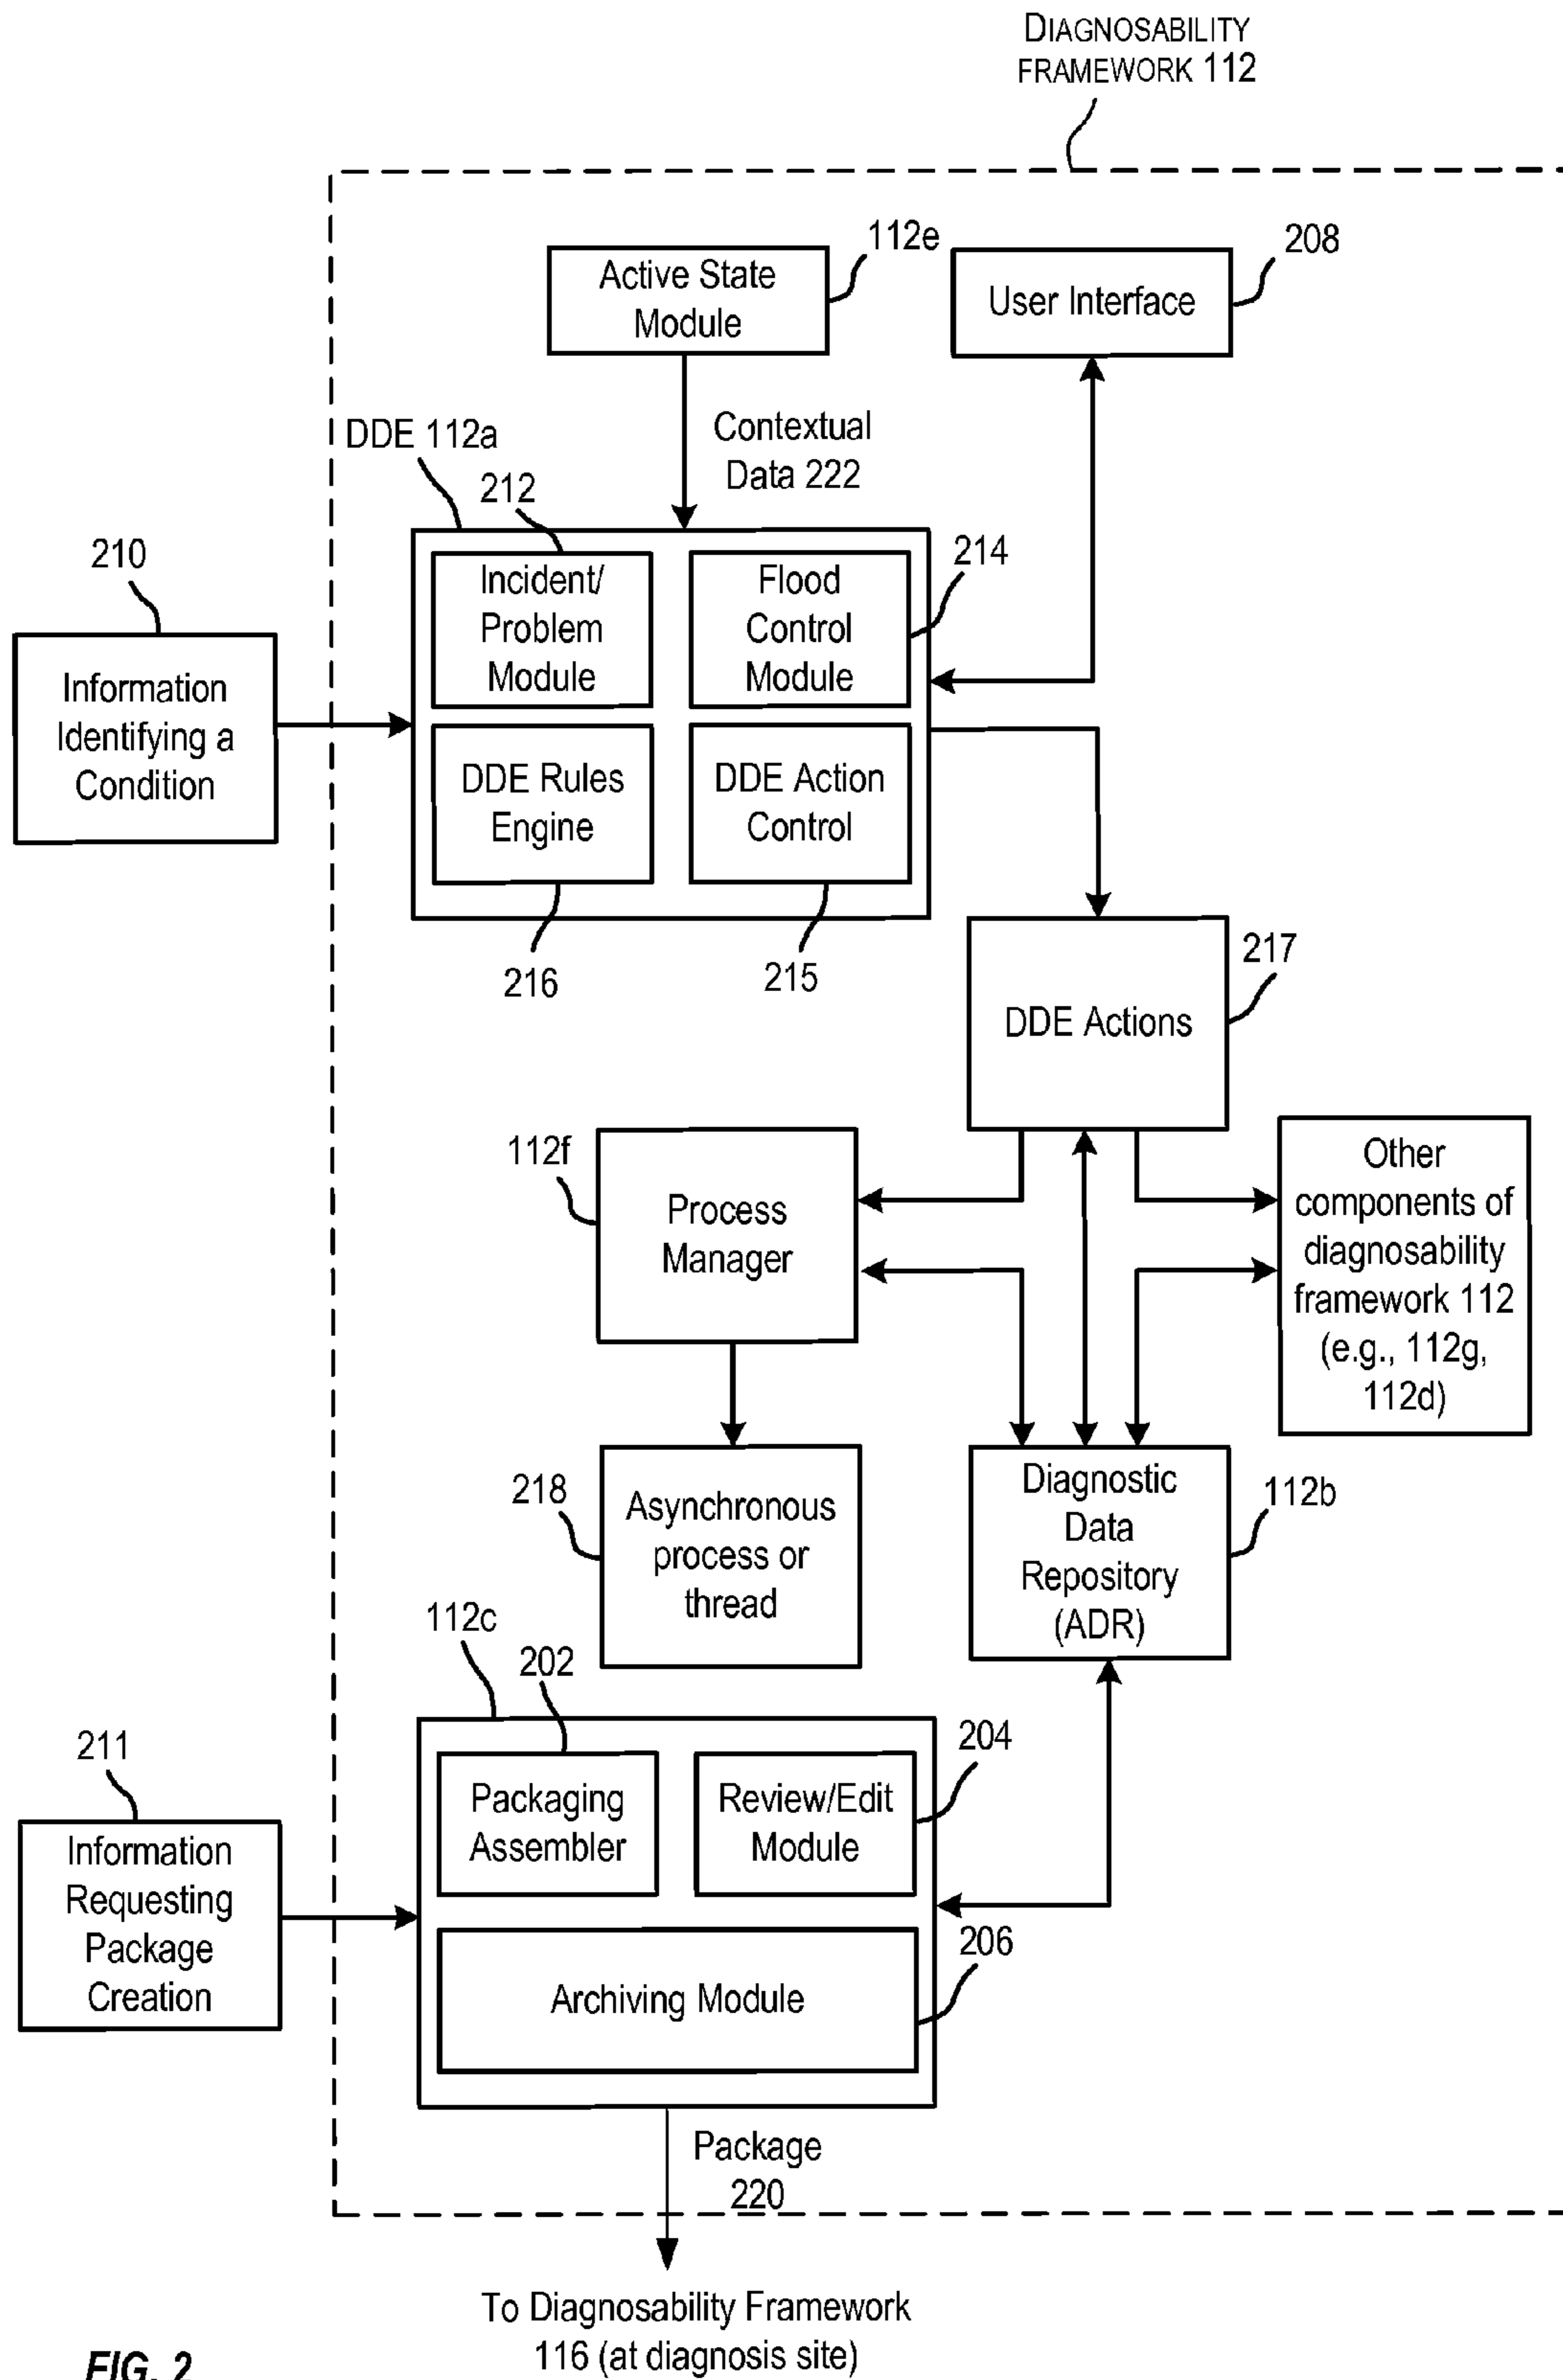 DIAGNOSABILITY
FRAMEWORK 112
112e
208
Active State
Module
User Interface
Contextual
Data 222
DDE 112a
212
210
214
Incident/
Problem
Module
Flood
Control
Module
Information
Identifying a
Condition
DDE Rules
Engine
DDE Action
Control
216
215
217
DDE Actions
112f
Process
Manager
Other
components of
diagnosability
framework 112
(e.g., 112g,
112d)
218
Asynchronous
process or
thread
Diagnostic
Data
Repository
(ADR)
112b
112c
202
204
211
Packaging
Assembler
Review/Edit
Module
Information
Requesting
Package
Creation
206
Archiving Module
Package
220
To Diagnosability Framework
116 (at diagnosis site)
FIG. 2